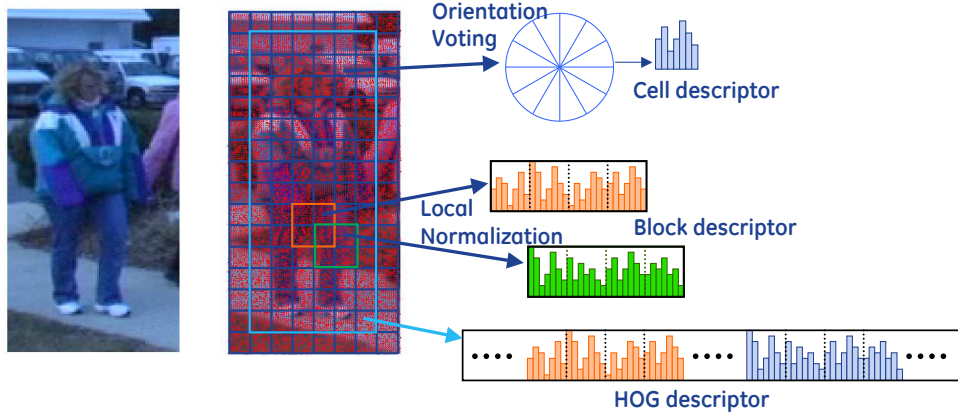 Orientation
Voting
Cell descriptor
Local
Normalization
Block descriptor
HOG descriptor